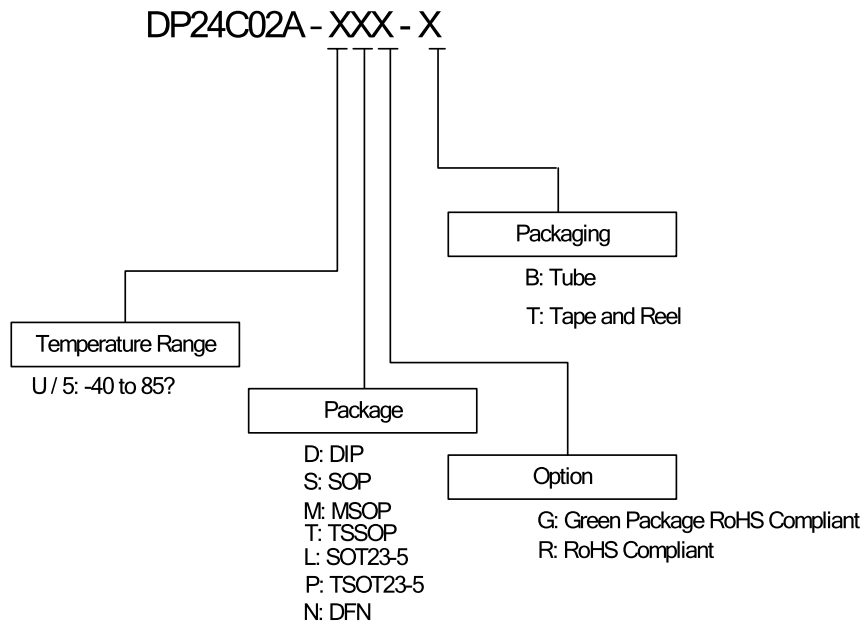 DP24C02A - XXX - X
Packaging
B: Tube
T: Tape and Reel
Temperature Range
U / 5: -40 to 85?
Package
D: DIP
S: SOP
M: MSOP
T: TSSOP
L: SOT23-5
P: TSOT23-5
N: DFN
Option
G: Green Package RoHS Compliant
R: RoHS Compliant